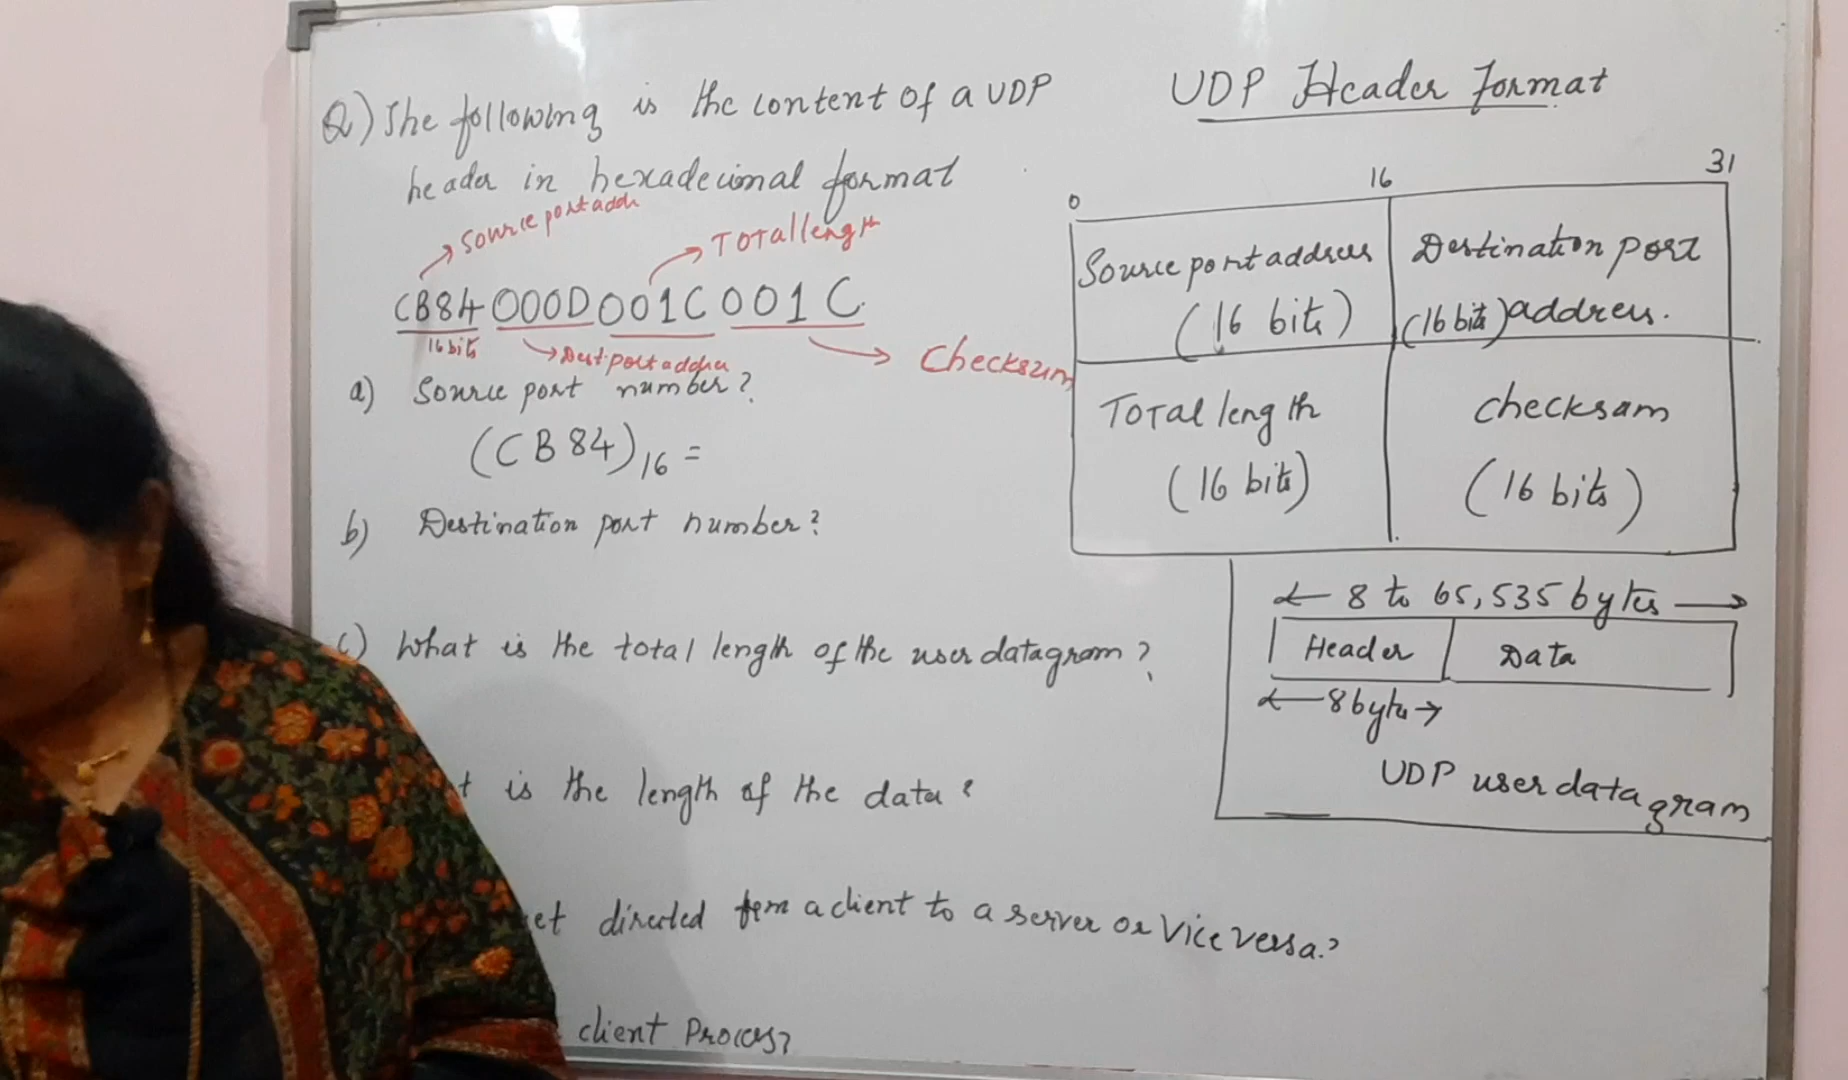 Q) The following is the content of a UDP
header in hexadecimal format
Source port addr
Total length
CB84000D001C001C
16 bits
Dest. port addr
Checksum
a) Source port number?
(CB84)16 =
b) Destination port number?
c) What is the total length of the user datagram?
t is the length of the data?
et directed from a client to a server or Vice versa?
client Process?
UDP Header Format
0 16 31
Source port address
(16 bits)
Destination port
(16 bits) address.
Total length
(16 bits)
checksum
(16 bits)
8 to 65,535 bytes
Header Data
8 bytes
UDP user datagram